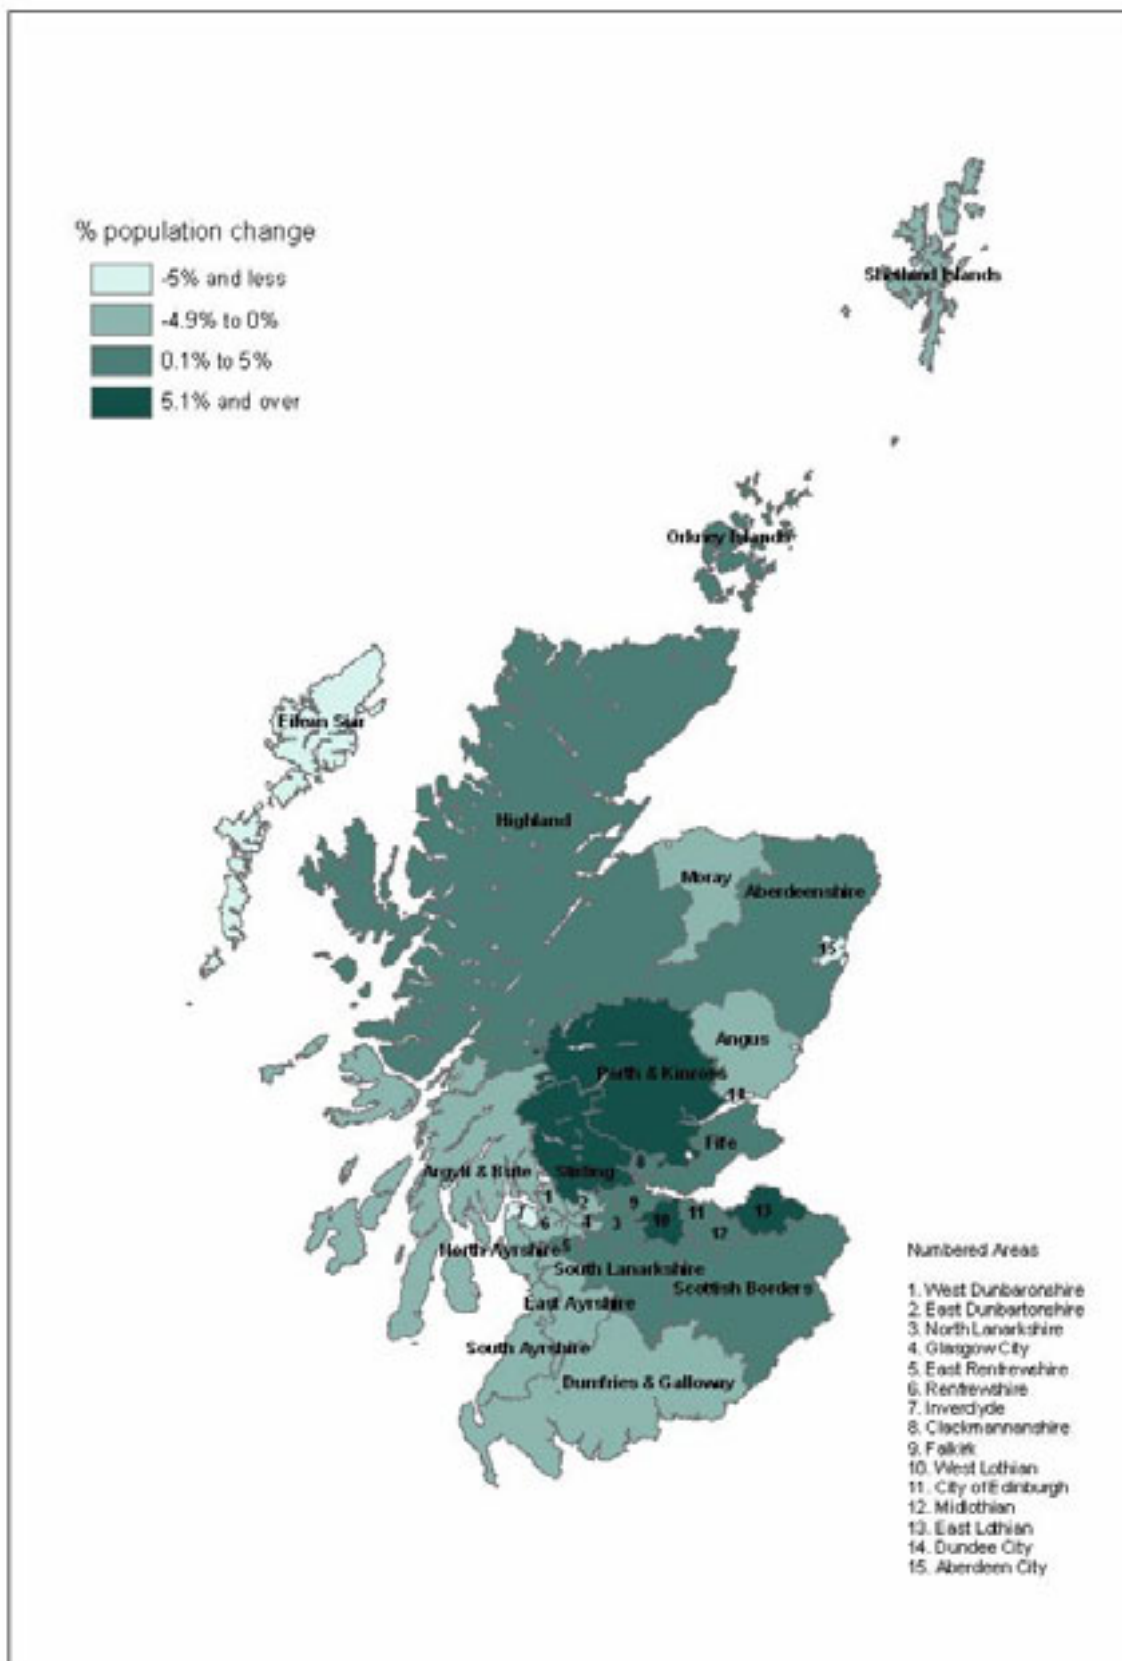 % population change
-5% and less
-4.9% to 0%
0.1% to 5%
5.1% and over
Shetland Islands
Orkney Islands
Eilean Siar
Highland
Moray
Aberdeenshire
15
Angus
Perth & Kinross
14
Fife
8
Argyll & Bute
Stirling
1
2
9
7
6
4
3
10
11
13
12
North Ayrshire
5
South Lanarkshire
Scottish Borders
East Ayrshire
South Ayrshire
Dumfries & Galloway
Numbered Areas
1. West Dunbaronshire
2. East Dunbartonshire
3. North Lanarkshire
4. Glasgow City
5. East Renfrewshire
6. Renfrewshire
7. Inverclyde
8. Clackmannanshire
9. Falkirk
10. West Lothian
11. City of Edinburgh
12. Midlothian
13. East Lothian
14. Dundee City
15. Aberdeen City